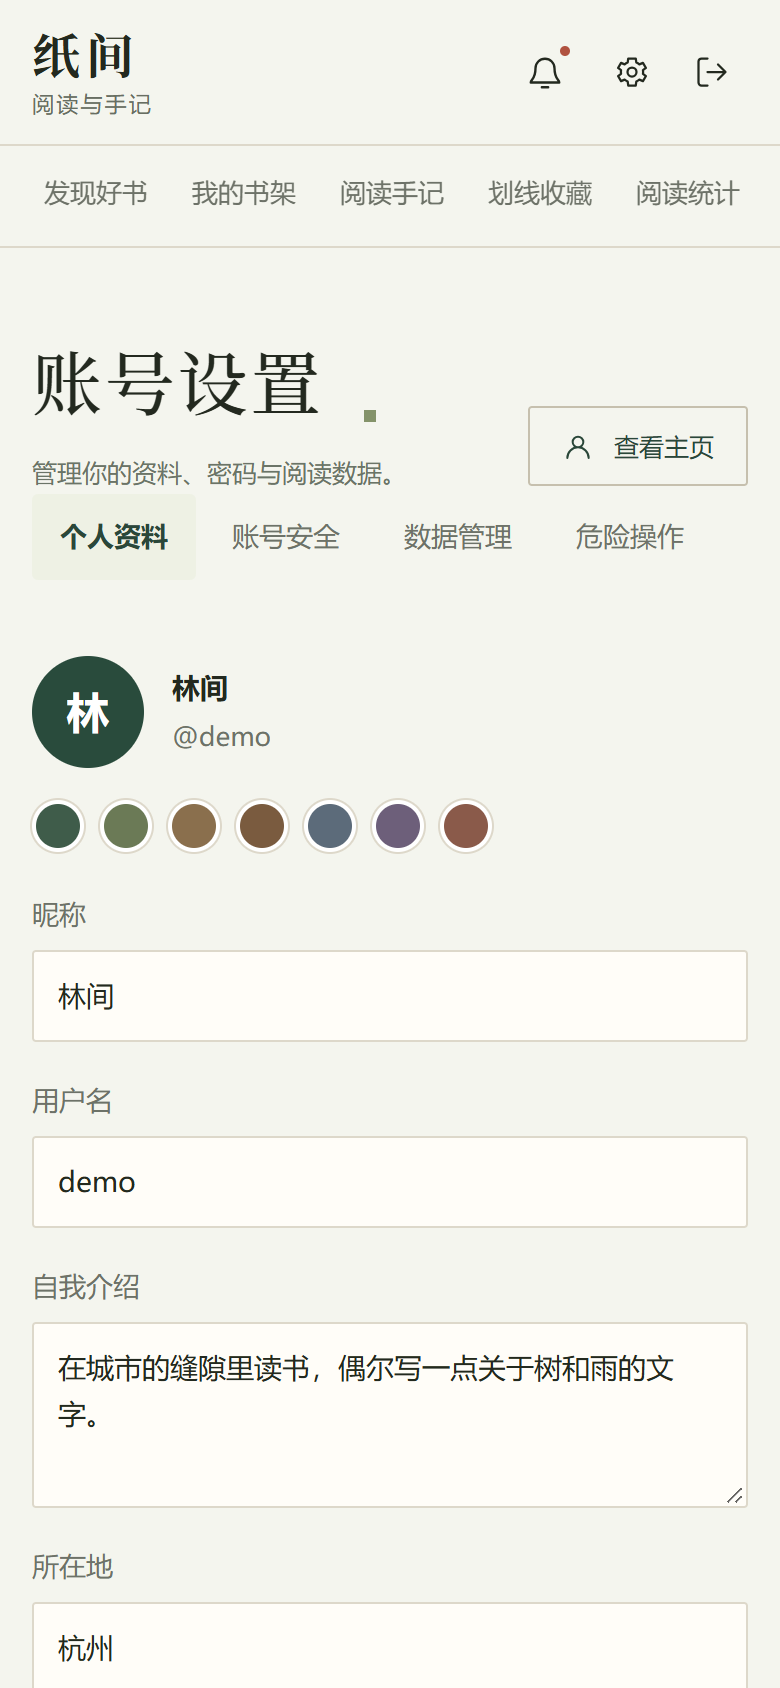 纸间
阅读与手记
发现好书 我的书架 阅读手记 划线收藏 阅读统计
账号设置
管理你的资料、密码与阅读数据。
查看主页
个人资料 账号安全 数据管理 危险操作
林
林间
@demo
昵称
林间
用户名
demo
自我介绍
在城市的缝隙里读书，偶尔写一点关于树和雨的文
字。
所在地
杭州